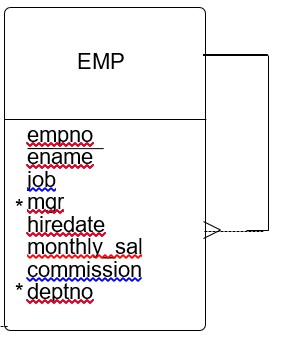 EMP
empno
ename
job
* mgr
hiredate
monthly_sal
commission
* deptno